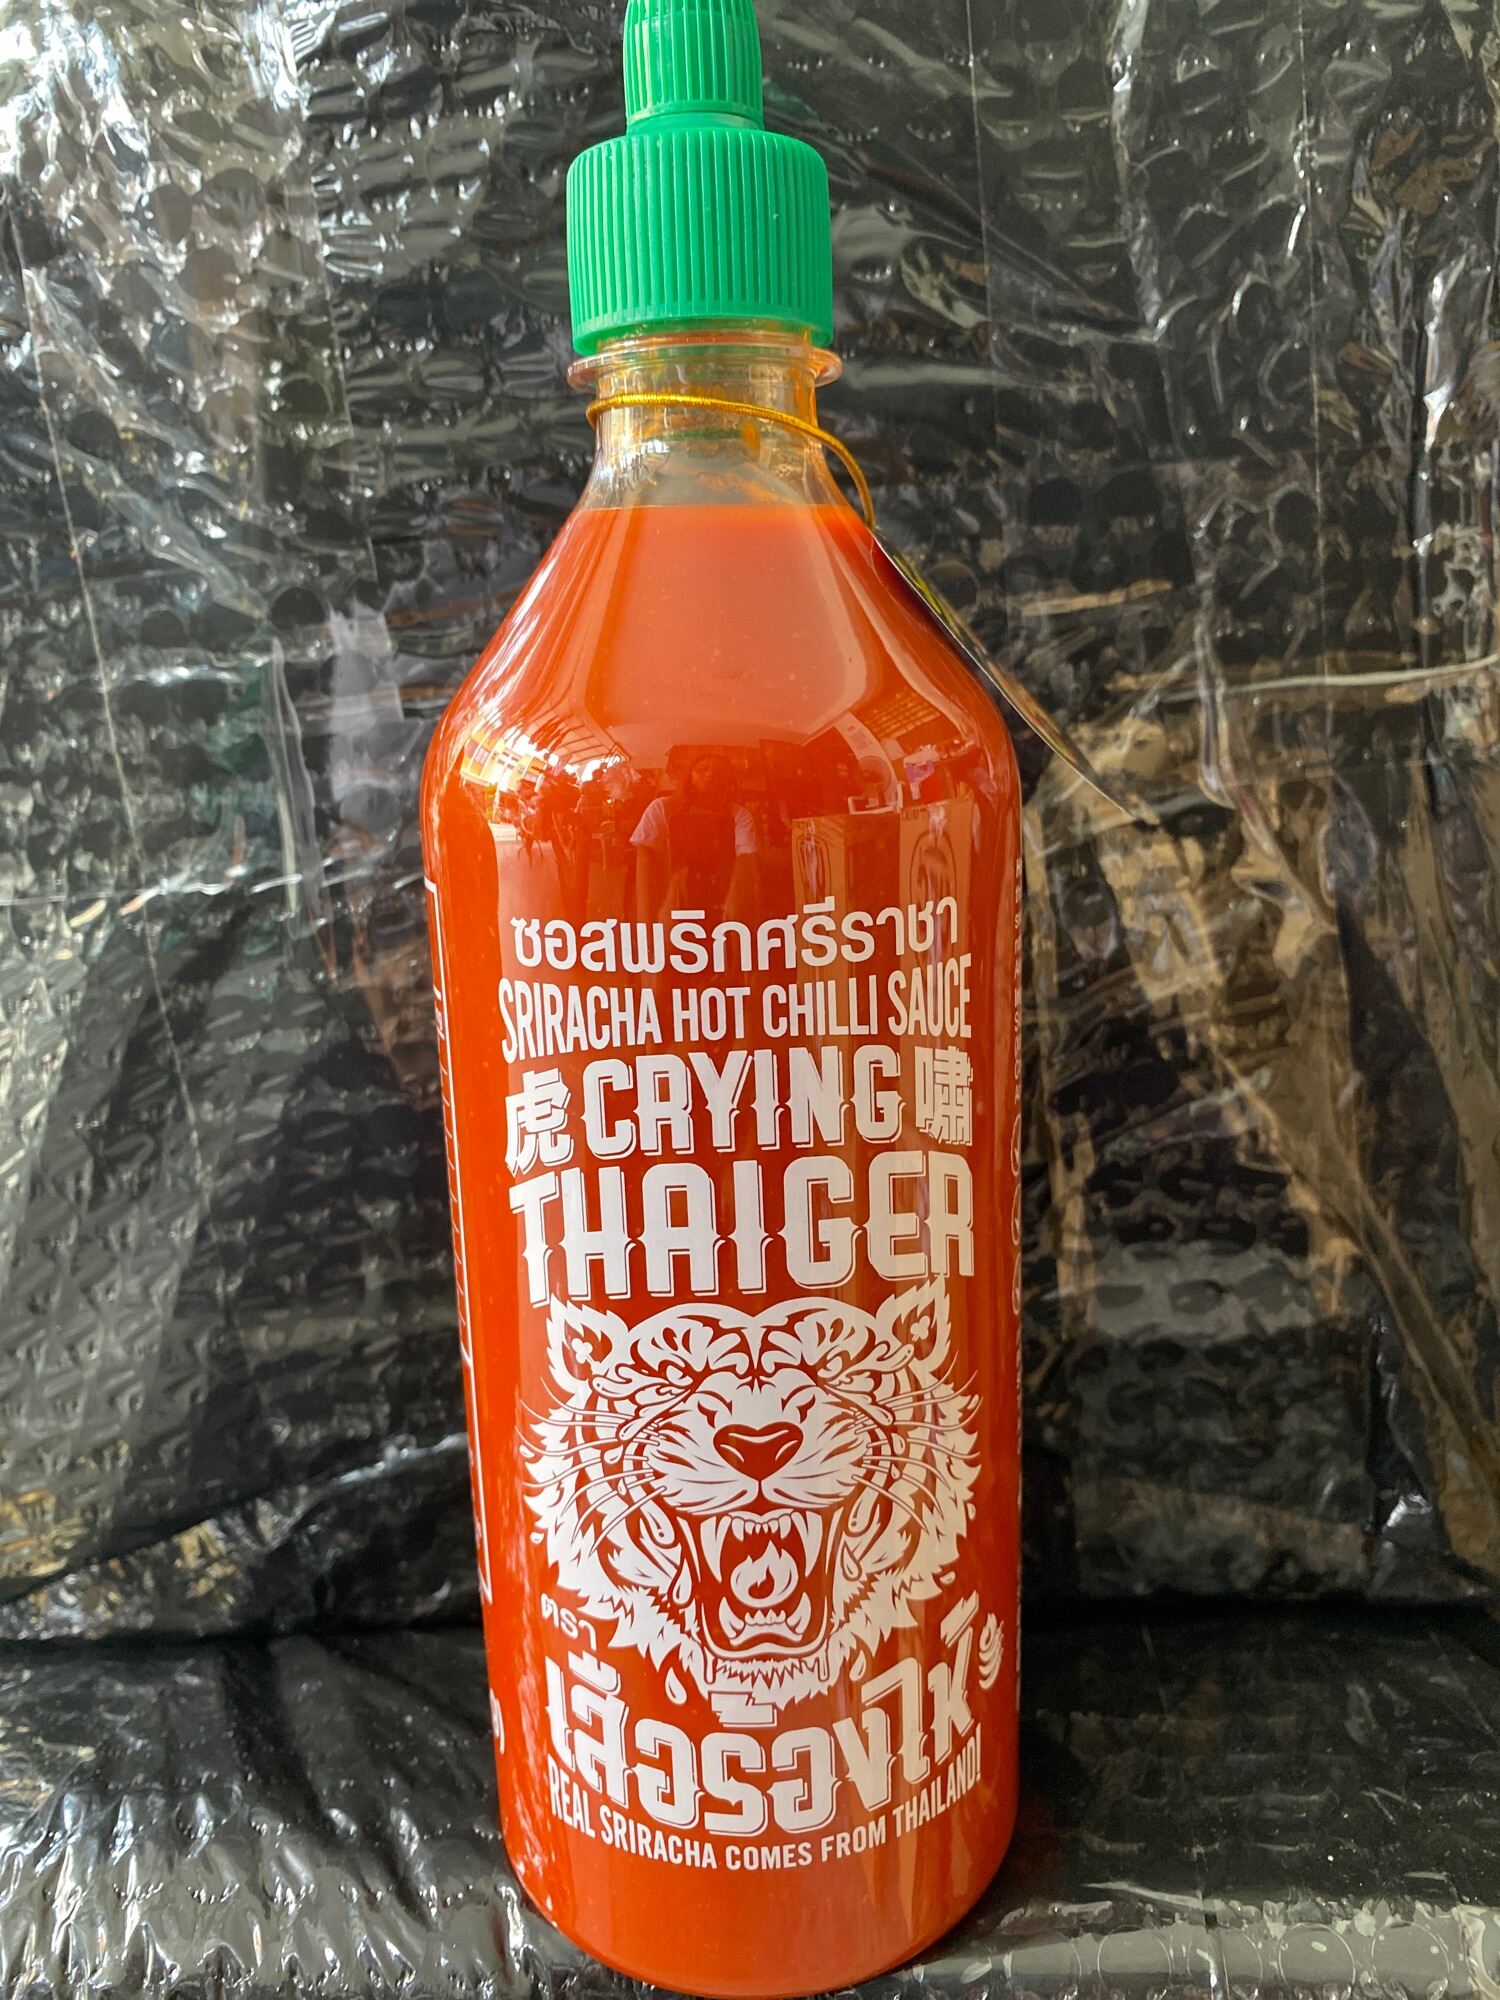 ซอสพริกศรีราชา
SRIRACHA HOT CHILLI SAUCE
虎 CRYING 嘯
THAIGER
ตรา
เสือร้องไห้
REAL SRIRACHA COMES FROM THAILAND!